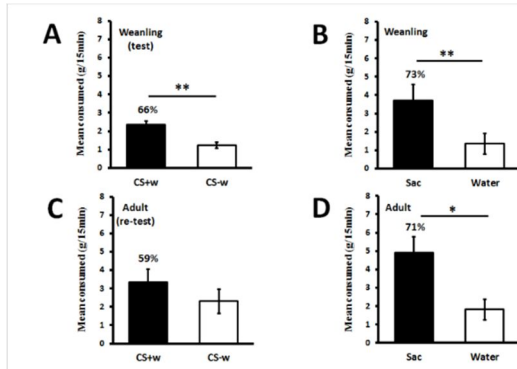 A
Weanling
(test)
Mean consumed (g/15min)
8
7
6
5
4
3
2
1
0
66%
**
CS+w
CS-w
B
Weanling
Mean consumed (g/15min)
8
7
6
5
4
3
2
1
0
73%
**
Sac
Water
C
Adult
(re-test)
Mean consumed (g/15min)
8
7
6
5
4
3
2
1
0
59%
CS+w
CS-w
D
Adult
Mean consumed (g/15min)
8
7
6
5
4
3
2
1
0
71%
*
Sac
Water